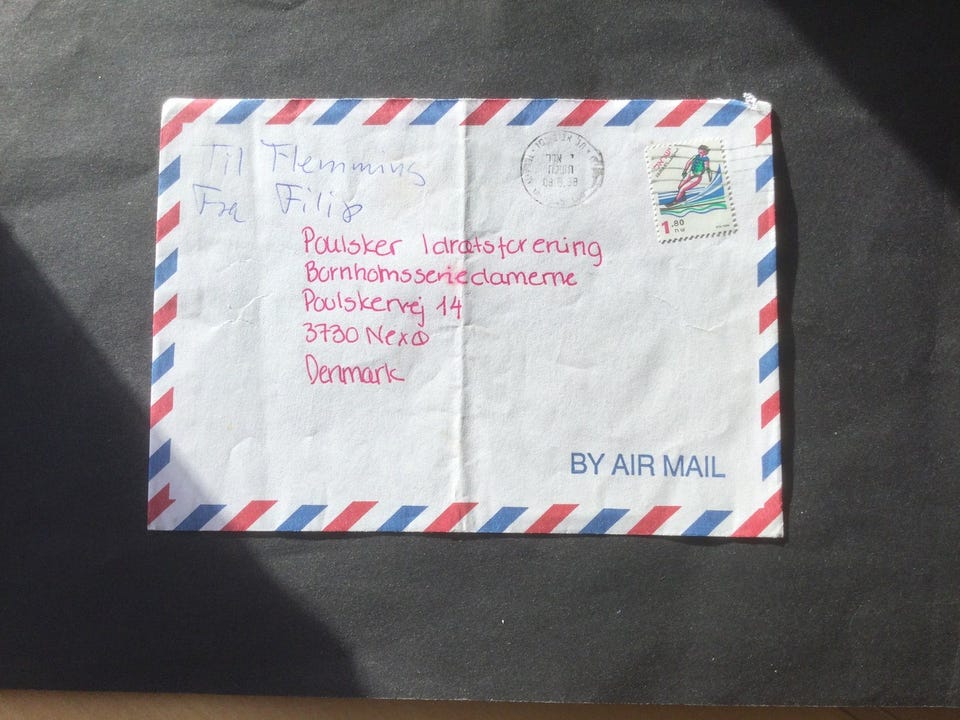 Til Flemming
Fra Filip
Poulsker Idrætsforening
Bornholmsseriedamerne
Poulskervej 14
3730 Nexø
Denmark
1.80
BY AIR MAIL